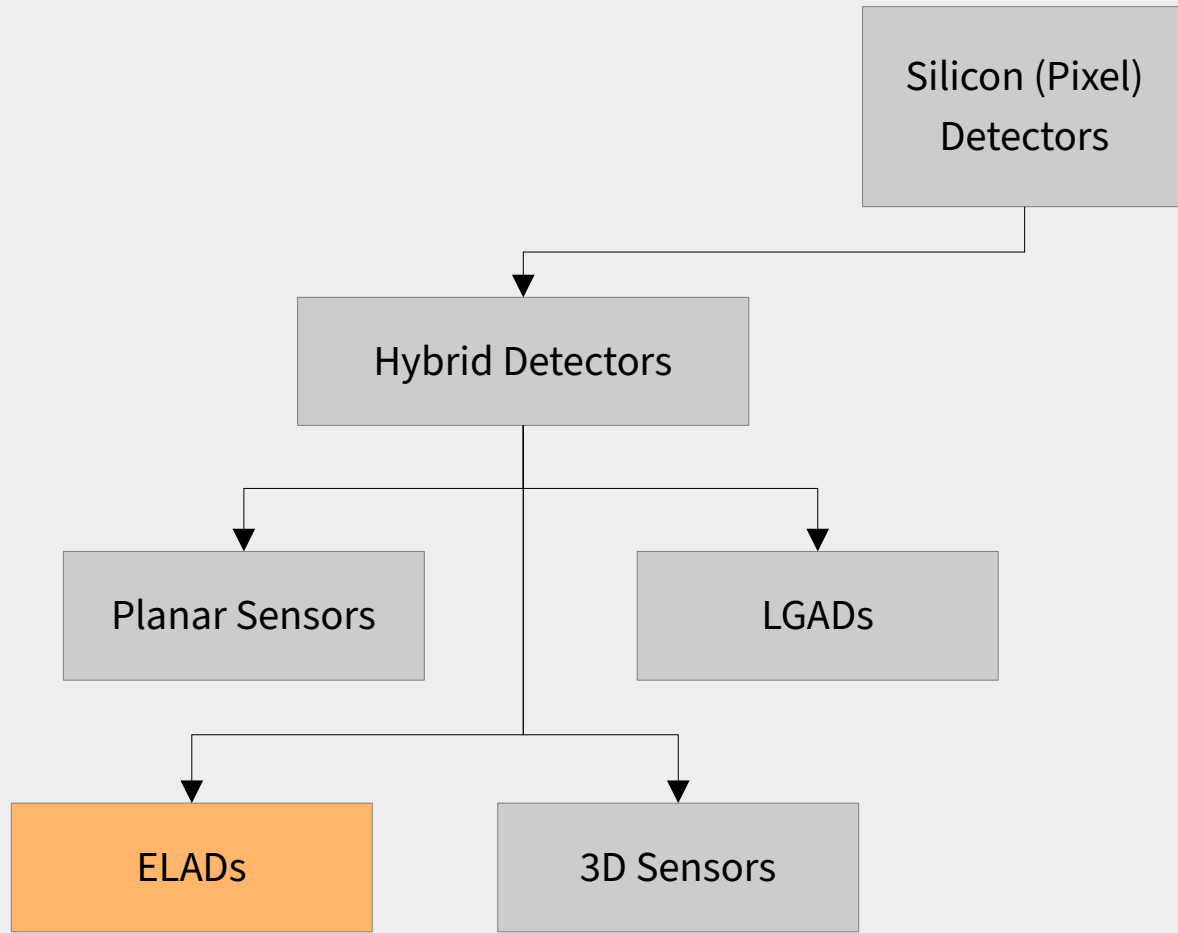 Silicon (Pixel)
Detectors
Hybrid Detectors
Planar Sensors
LGADs
ELADs
3D Sensors